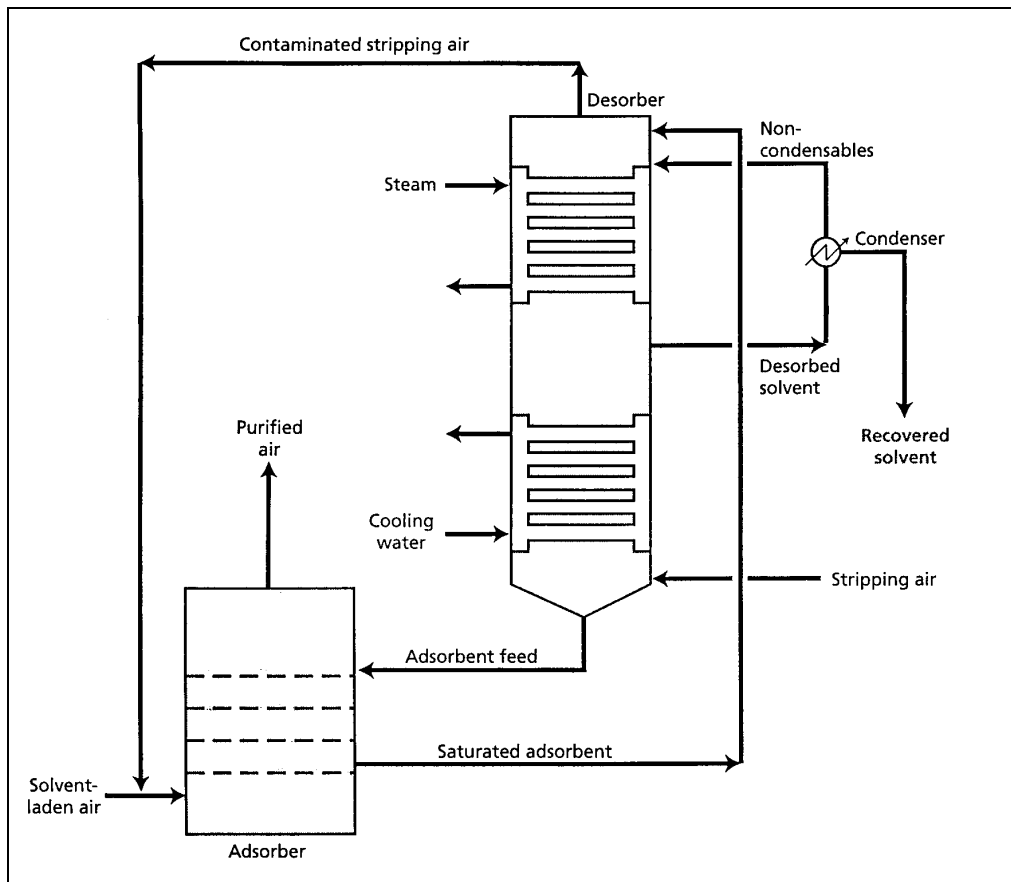 Contaminated stripping air
Desorber
Non-
condensables
Steam
Condenser
Desorbed
solvent
Purified
air
Recovered
solvent
Cooling
water
Stripping air
Adsorbent feed
Saturated adsorbent
Solvent-
laden air
Adsorber